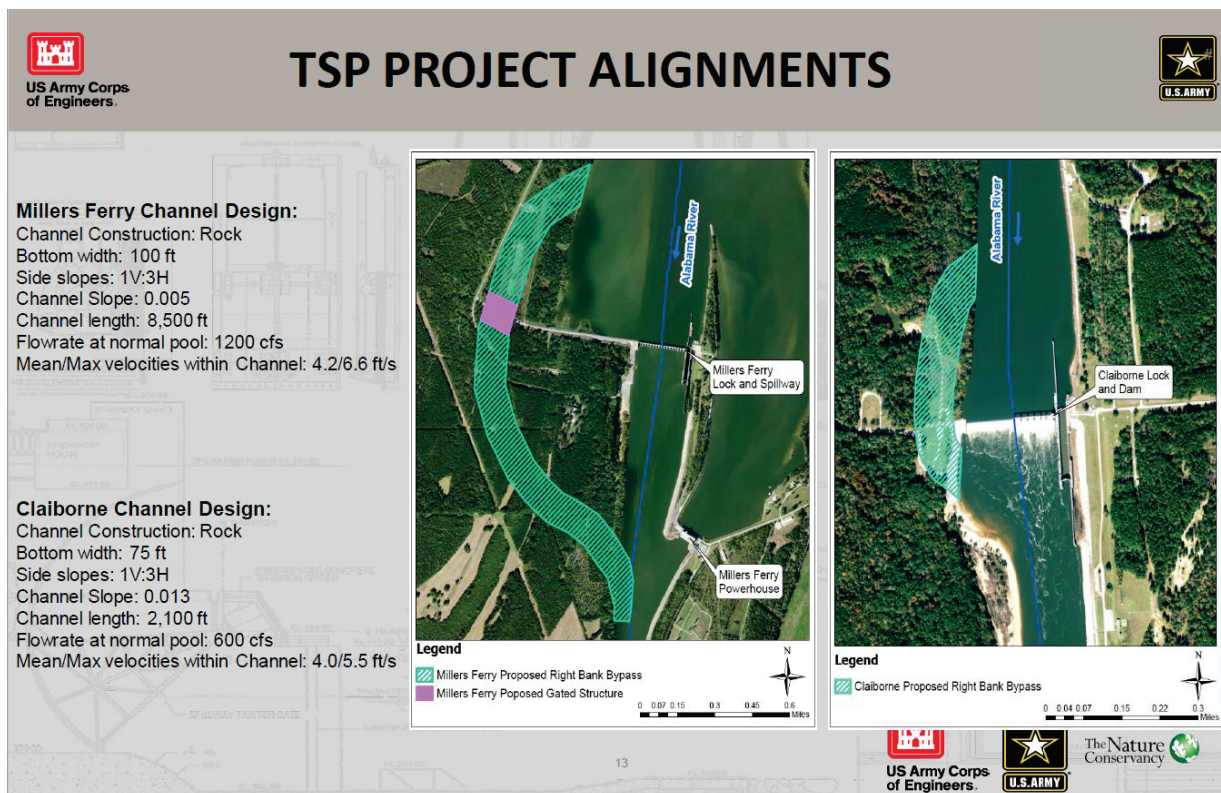 US Army Corps
of Engineers.
TSP PROJECT ALIGNMENTS
#
U.S.ARMY
Millers Ferry Channel Design:
Channel Construction: Rock
Bottom width: 100 ft
Side slopes: 1V:3H
Channel Slope: 0.005
Channel length: 8,500 ft
Flowrate at normal pool: 1200 cfs
Mean/Max velocities within Channel: 4.2/6.6 ft/s
Claiborne Channel Design:
Channel Construction: Rock
Bottom width: 75 ft
Side slopes: 1V:3H
Channel Slope: 0.013
Channel length: 2,100 ft
Flowrate at normal pool: 600 cfs
Mean/Max velocities within Channel: 4.0/5.5 ft/s
Alabama River
Millers Ferry
Lock and Spillway
Millers Ferry
Powerhouse
Legend
Millers Ferry Proposed Right Bank Bypass
Millers Ferry Poposed Gated Structure
N
0 0.07 0.15 0.3 0.45 0.6
Miles
Alabama River
Claiborne Lock
and Dam
Legend
Claiborne Proposed Right Bank Bypass
N
0 0.04 0.07 0.15 0.22 0.3
Miles
13
US Army Corps
of Engineers.
U.S.ARMY
The Nature
Conservancy